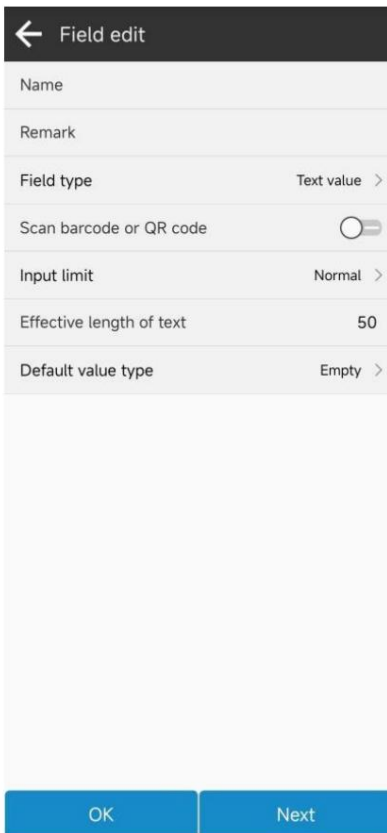 Field edit
Name
Remark
Field type Text value
Scan barcode or QR code
Input limit Normal
Effective length of text 50
Default value type Empty
OK Next